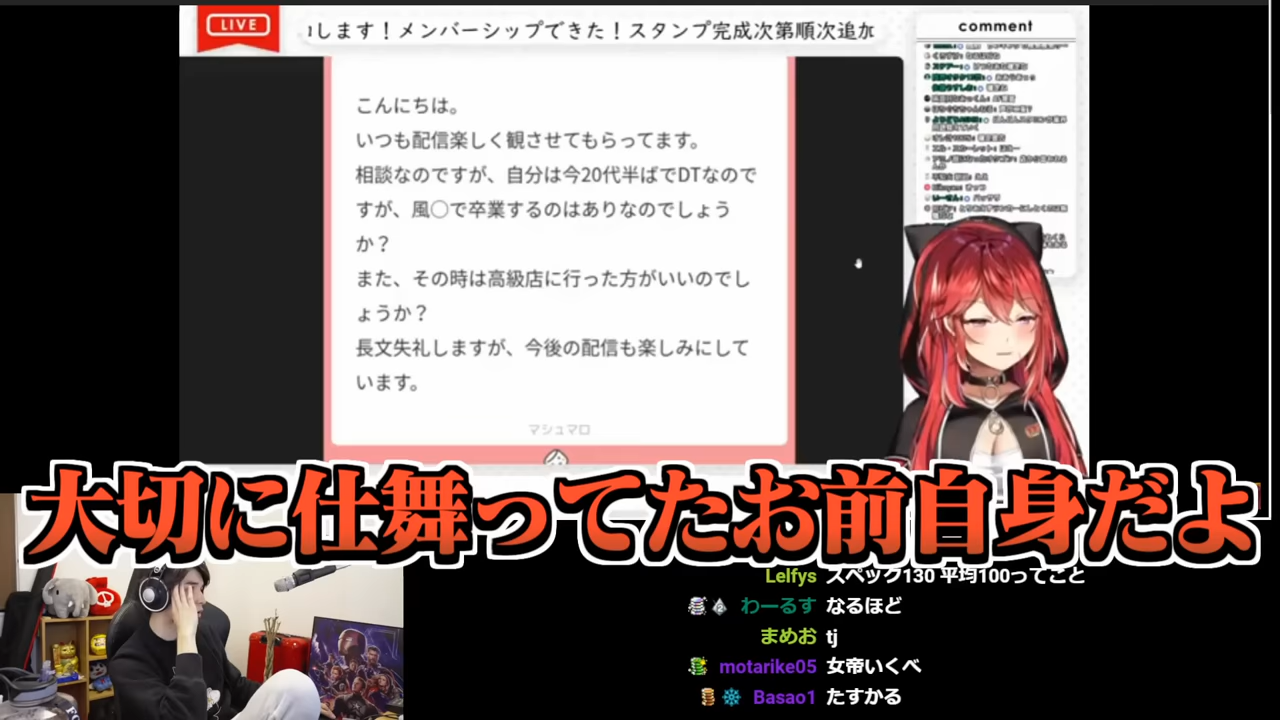 LIVE
します！メンバーシップできた！スタンプ完成次第順次追加
comment
こんにちは。
いつも配信楽しく観させてもらってます。
相談なのですが、自分は今20代半ばでDTなので
すが、風〇で卒業するのはありなのでしょう
か？
また、その時は高級店に行った方がいいのでし
ょうか？
長文失礼しますが、今後の配信も楽しみにして
います。
マシュマロ
大切に仕舞ってたお前自身だよ
Lelfys スペック130 平均100ってこと
わーるす なるほど
まめお tj
motarike05 女帝いくべ
Basao1 たすかる